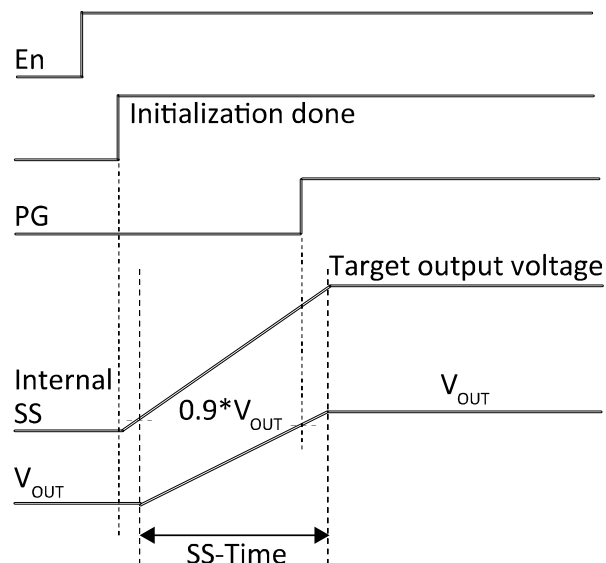 En
Initialization done
PG
Target output voltage
Internal
SS
0.9*VOUT
VOUT
VOUT
SS-Time